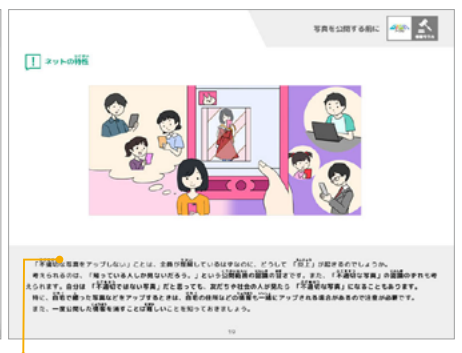 写真を公開する前に
ネットの特性
「不適切な写真をアップしない」ことは、全員が理解しているはずなのに、どうして「炎上」が起きるのでしょうか。
考えられるのは、「知っている人しか見ないだろう。」という公開範囲の認識の甘さです。また、「不適切な写真」の認識のずれも考
えられます。自分は「不適切ではない写真」だと思っても、友だちや社会の人が見たら「不適切な写真」になることもあります。
特に、自宅で撮った写真などをアップするときは、自宅の住所などの情報も一緒にアップされる場合があるので注意が必要です。
また、一度公開した情報を消すことは難しいことを知っておきましょう。